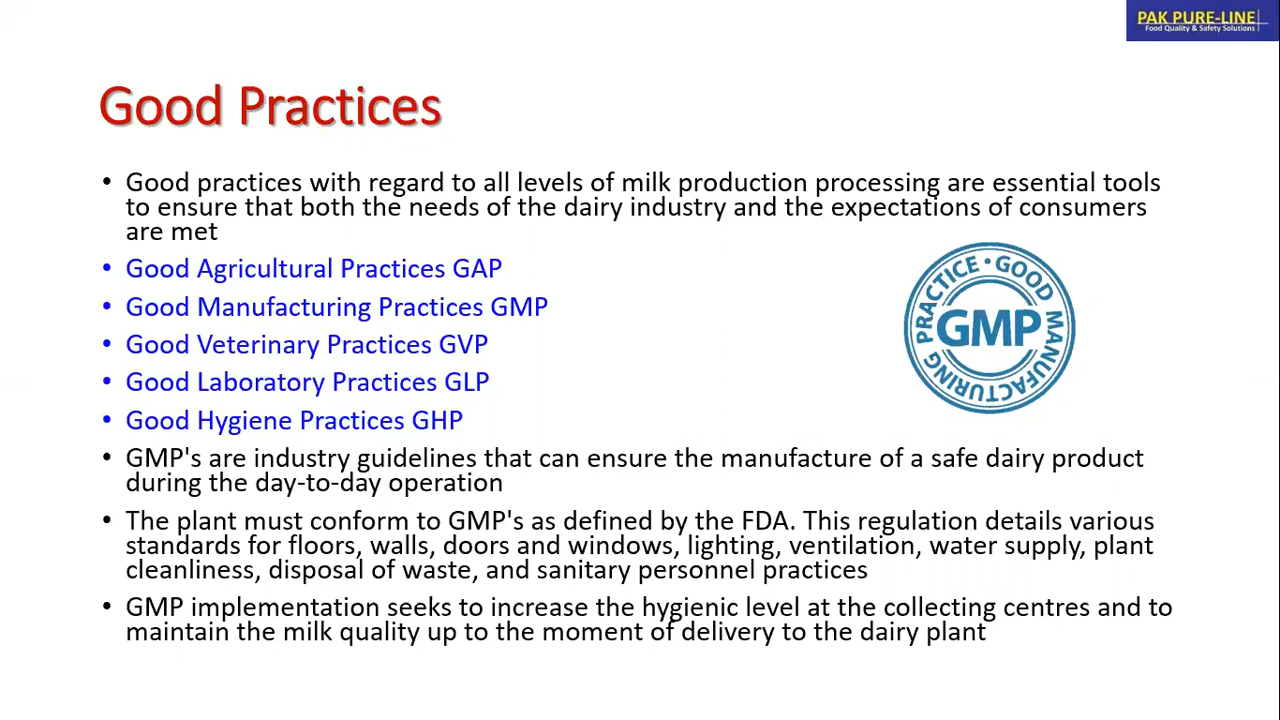 PAK PURE-LINE
Food Quality & Safety Solutions
Good Practices
• Good practices with regard to all levels of milk production processing are essential tools
to ensure that both the needs of the dairy industry and the expectations of consumers
are met
• Good Agricultural Practices GAP
• Good Manufacturing Practices GMP
• Good Veterinary Practices GVP
• Good Laboratory Practices GLP
• Good Hygiene Practices GHP
GOOD MANUFACTURING PRACTICE •
GMP
• GMP's are industry guidelines that can ensure the manufacture of a safe dairy product
during the day-to-day operation
• The plant must conform to GMP's as defined by the FDA. This regulation details various
standards for floors, walls, doors and windows, lighting, ventilation, water supply, plant
cleanliness, disposal of waste, and sanitary personnel practices
• GMP implementation seeks to increase the hygienic level at the collecting centres and to
maintain the milk quality up to the moment of delivery to the dairy plant